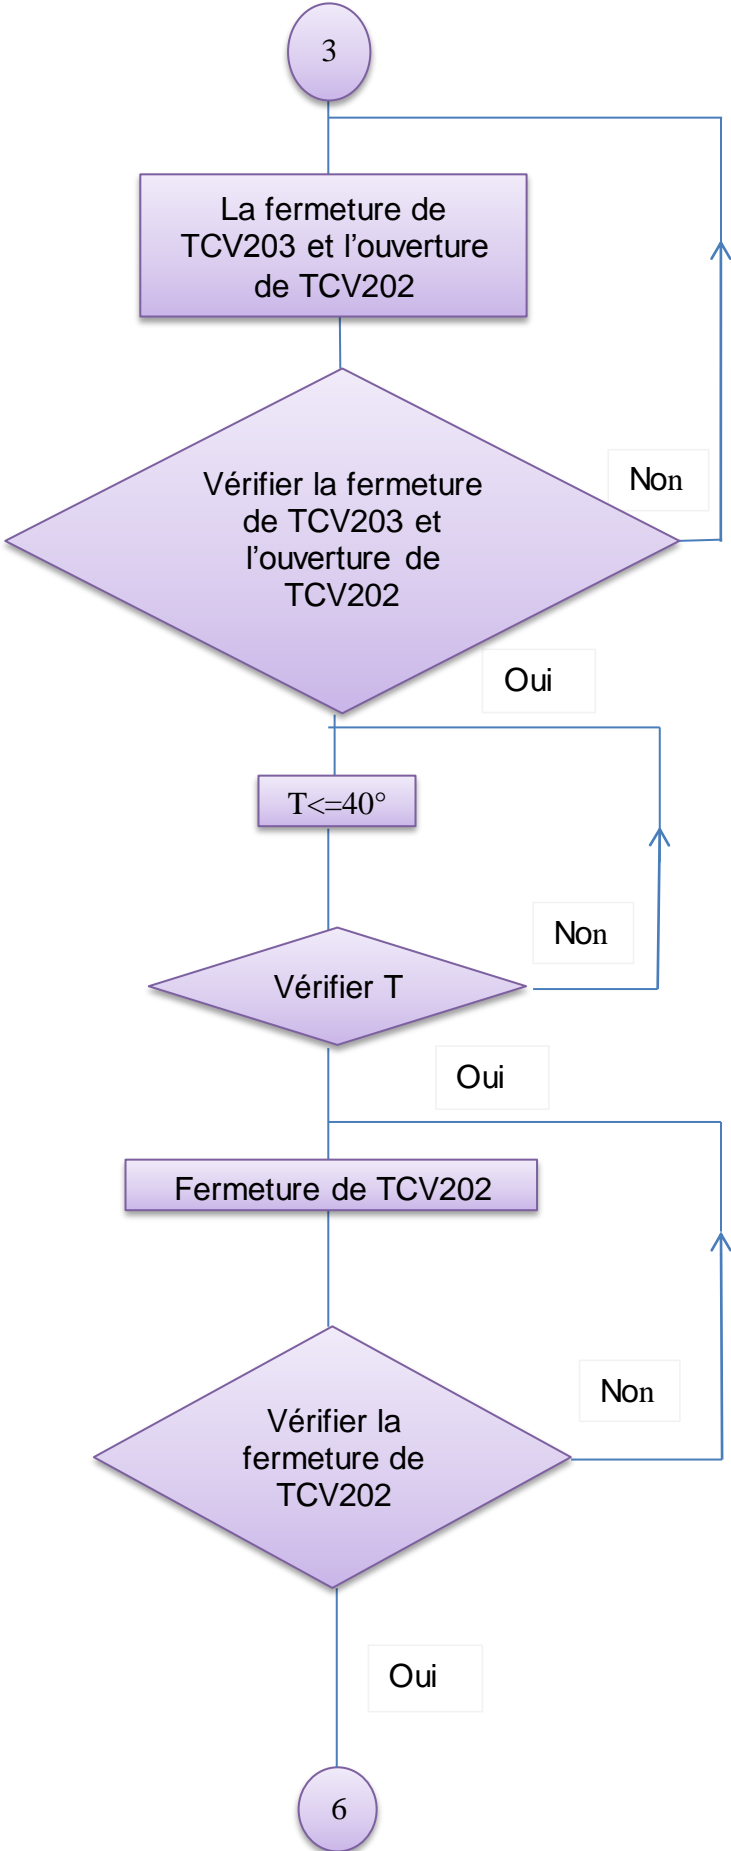 3
La fermeture de
TCV203 et l’ouverture
de TCV202
Vérifier la fermeture
de TCV203 et
l’ouverture de
TCV202
Non
Oui
T<=40°
Non
Vérifier T
Oui
Fermeture de TCV202
Non
Vérifier la
fermeture de
TCV202
Oui
6